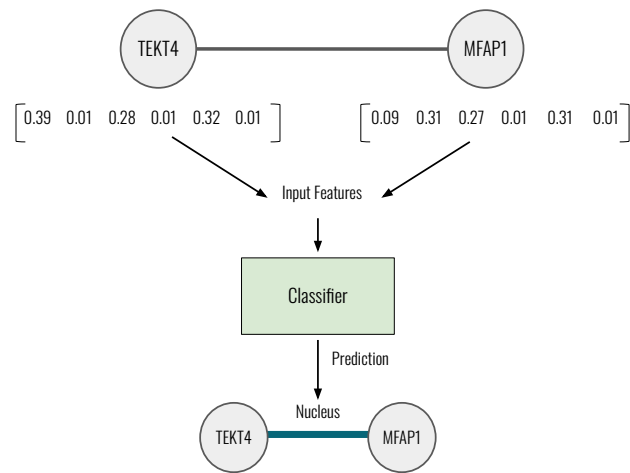 TEKT4 MFAP1
0.39 0.01 0.28 0.01 0.32 0.01
0.09 0.31 0.27 0.01 0.31 0.01
Input Features
Classifier
Prediction
Nucleus
TEKT4 MFAP1